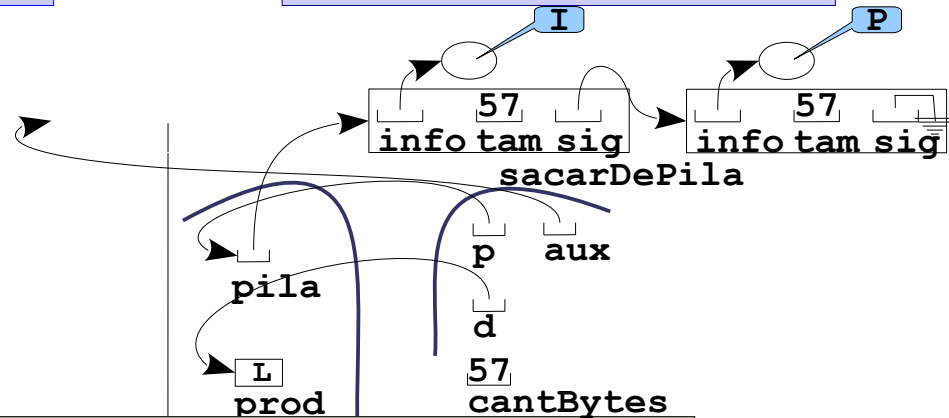 I P
57 57
info tam sig info tam sig
sacarDePila
p aux
pila
d
L 57
prod cantBytes